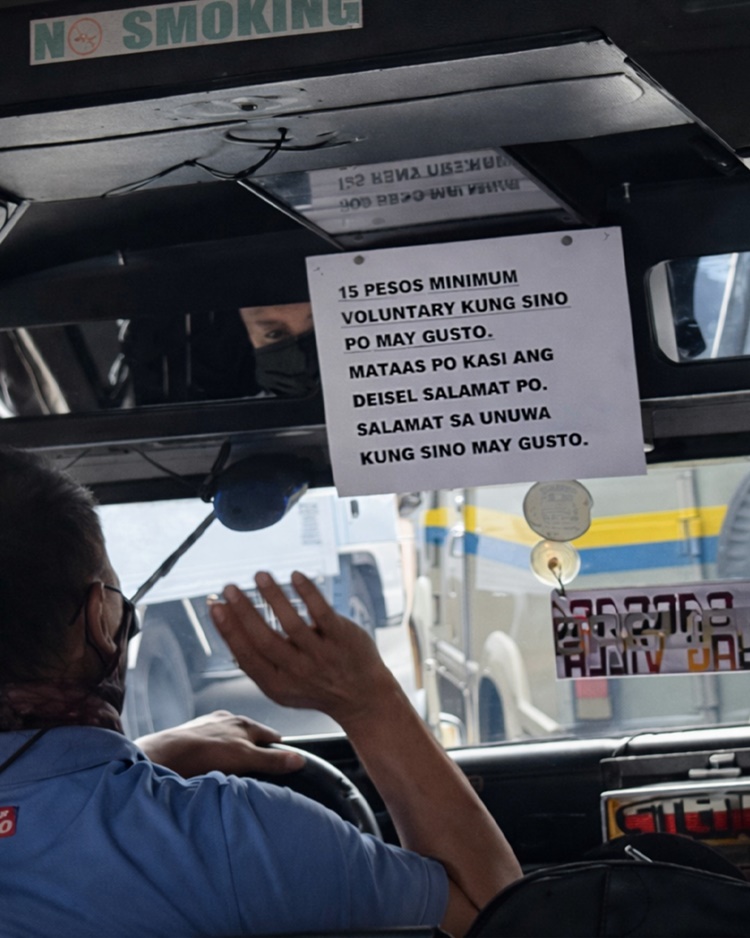 NO SMOKING
15 PESOS MINIMUM
VOLUNTARY KUNG SINO
PO MAY GUSTO.
MATAAS PO KASI ANG
DEISEL SALAMAT PO.
SALAMAT SA UNUWA
KUNG SINO MAY GUSTO.